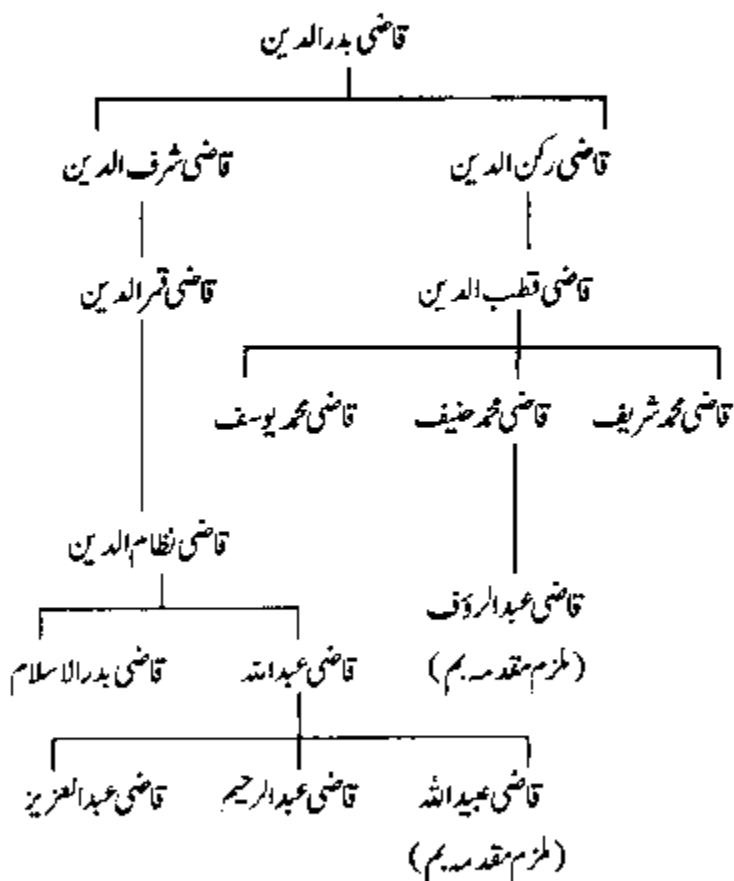 قاضی بدرالدین
قاضی رکن الدین قاضی شرف الدین
قاضی قطب الدین قاضی قمرالدین
قاضی محمد شریف قاضی محمد حنیف قاضی محمد یوسف
قاضی نظام الدین
قاضی عبدالرؤف
(ملزم مقدمہ بم) قاضی عبداللہ قاضی بدرالاسلام
قاضی عبیداللہ قاضی عبدالرحیم قاضی عبدالعزیز
(ملزم مقدمہ بم)